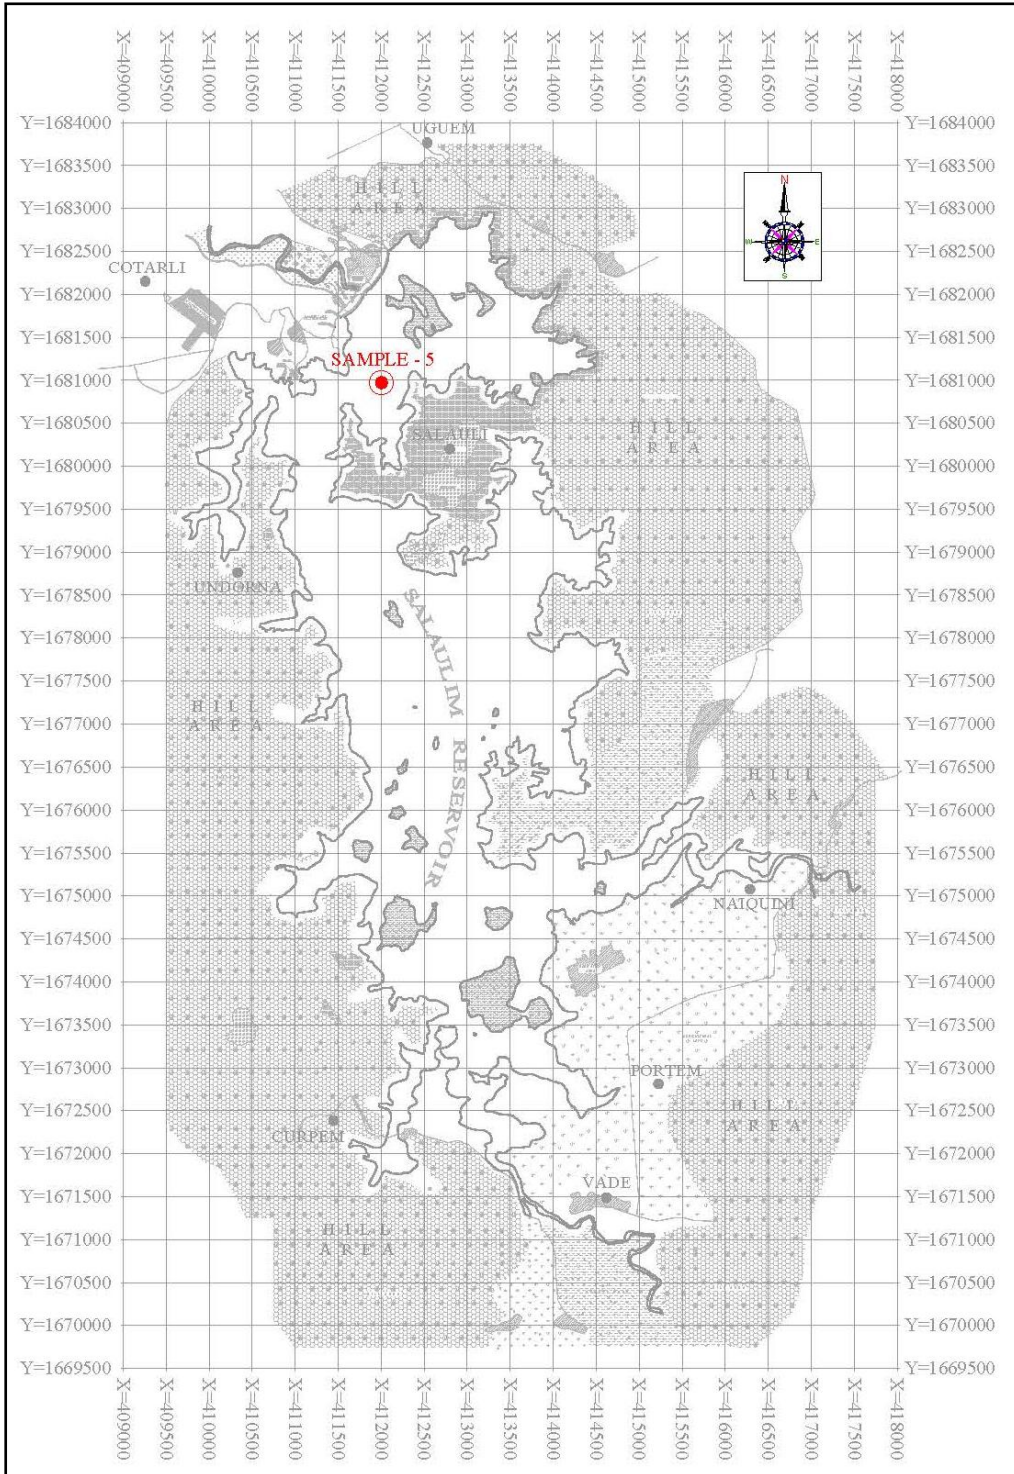 X=409000
X=409500
X=410000
X=410500
X=411000
X=411500
X=412000
X=412500
X=413000
X=413500
X=414000
X=414500
X=415000
X=415500
X=416000
X=416500
X=417000
X=417500
X=418000
Y=1684000 Y=1684000
UGUEM
Y=1683500 Y=1683500
HILL
AREA
N
Y=1683000 Y=1683000
Y=1682500 Y=1682500
W E
S
COTARLI
Y=1682000 Y=1682000
Y=1681500 Y=1681500
SAMPLE - 5
Y=1681000 Y=1681000
Y=1680500 Y=1680500
SALAULI
HILL
AREA
Y=1680000 Y=1680000
Y=1679500 Y=1679500
Y=1679000 Y=1679000
UNDORNA
Y=1678500 Y=1678500
SALAULIM RESERVOIR
Y=1678000 Y=1678000
Y=1677500 Y=1677500
HILL
AREA
Y=1677000 Y=1677000
Y=1676500 Y=1676500
HILL
AREA
Y=1676000 Y=1676000
Y=1675500 Y=1675500
Y=1675000 Y=1675000
NAIQUINI
Y=1674500 Y=1674500
Y=1674000 Y=1674000
Y=1673500 Y=1673500
Y=1673000 Y=1673000
PORTEM
Y=1672500 Y=1672500
HILL
AREA
CURPEM
Y=1672000 Y=1672000
VADE
Y=1671500 Y=1671500
HILL
AREA
Y=1671000 Y=1671000
Y=1670500 Y=1670500
Y=1670000 Y=1670000
Y=1669500 Y=1669500
X=409000
X=409500
X=410000
X=410500
X=411000
X=411500
X=412000
X=412500
X=413000
X=413500
X=414000
X=414500
X=415000
X=415500
X=416000
X=416500
X=417000
X=417500
X=418000